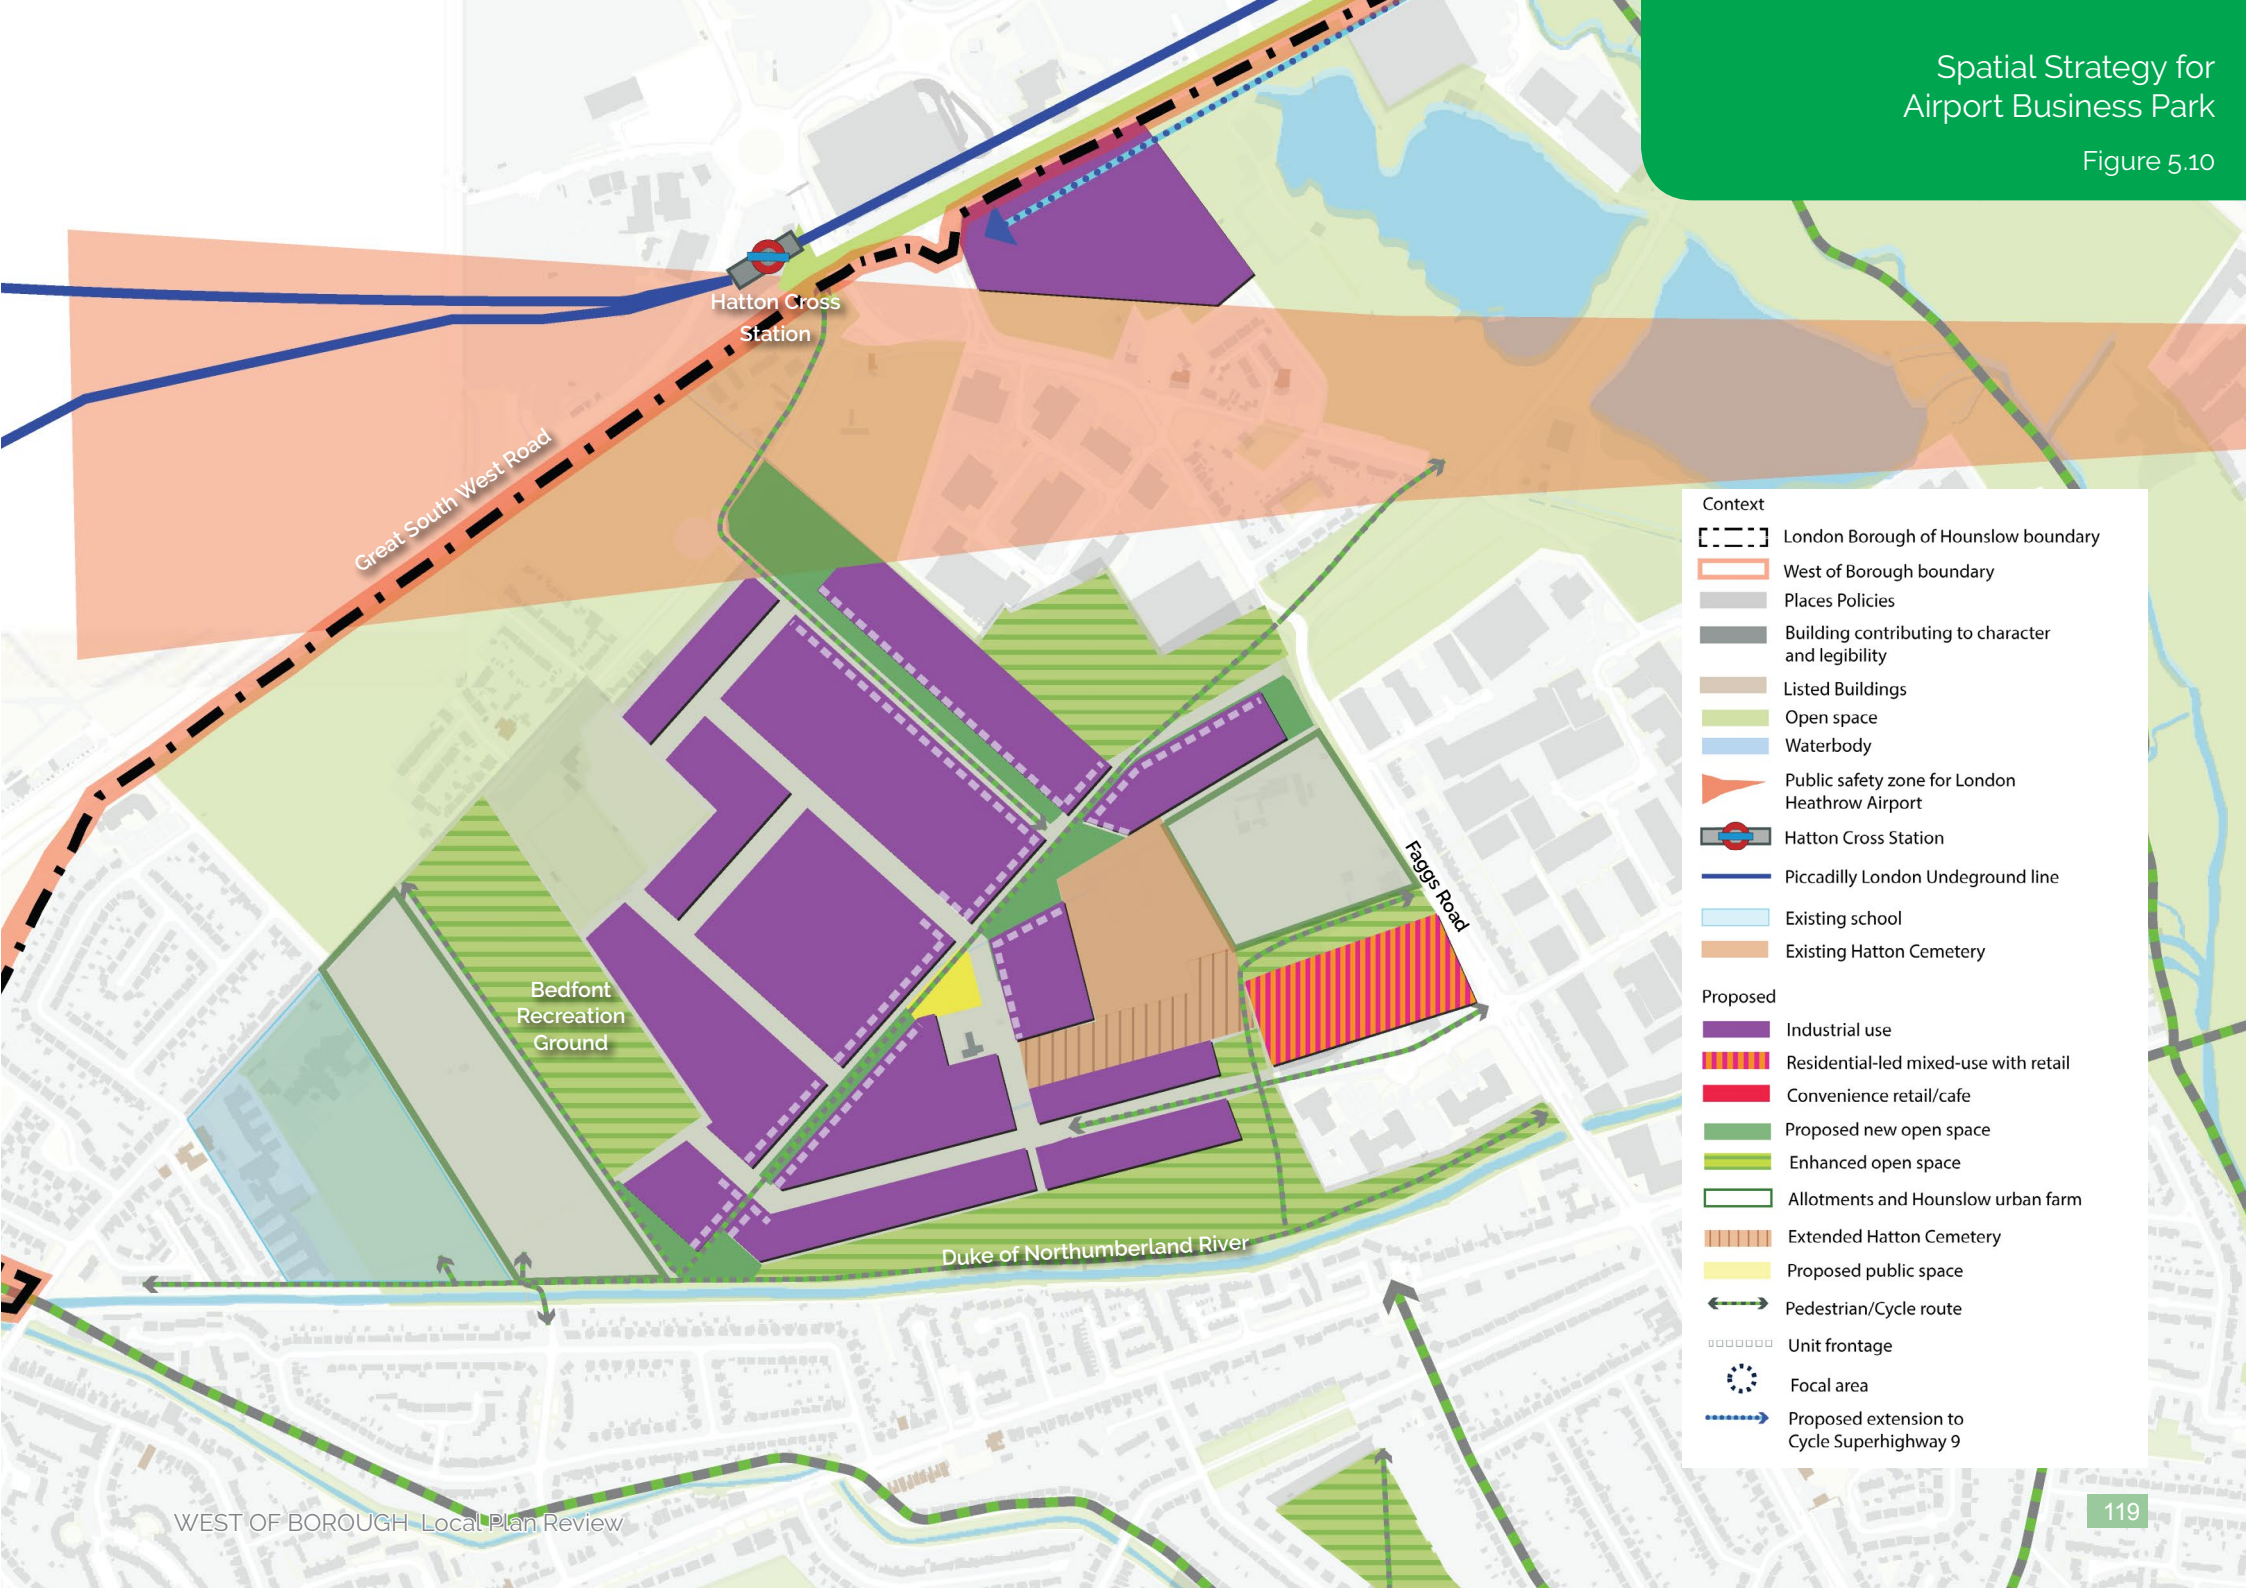 Spatial Strategy for
Airport Business Park
Figure 5.10
Hatton Cross
Station
Great South West Road
Faggs Road
Bedfont
Recreation
Ground
Duke of Northumberland River
Context
London Borough of Hounslow boundary
West of Borough boundary
Places Policies
Building contributing to character
and legibility
Listed Buildings
Open space
Waterbody
Public safety zone for London
Heathrow Airport
Hatton Cross Station
Piccadilly London Undeground line
Existing school
Existing Hatton Cemetery
Proposed
Industrial use
Residential-led mixed-use with retail
Convenience retail/cafe
Proposed new open space
Enhanced open space
Allotments and Hounslow urban farm
Extended Hatton Cemetery
Proposed public space
Pedestrian/Cycle route
Unit frontage
Focal area
Proposed extension to
Cycle Superhighway 9
WEST OF BOROUGH Local Plan Review
119